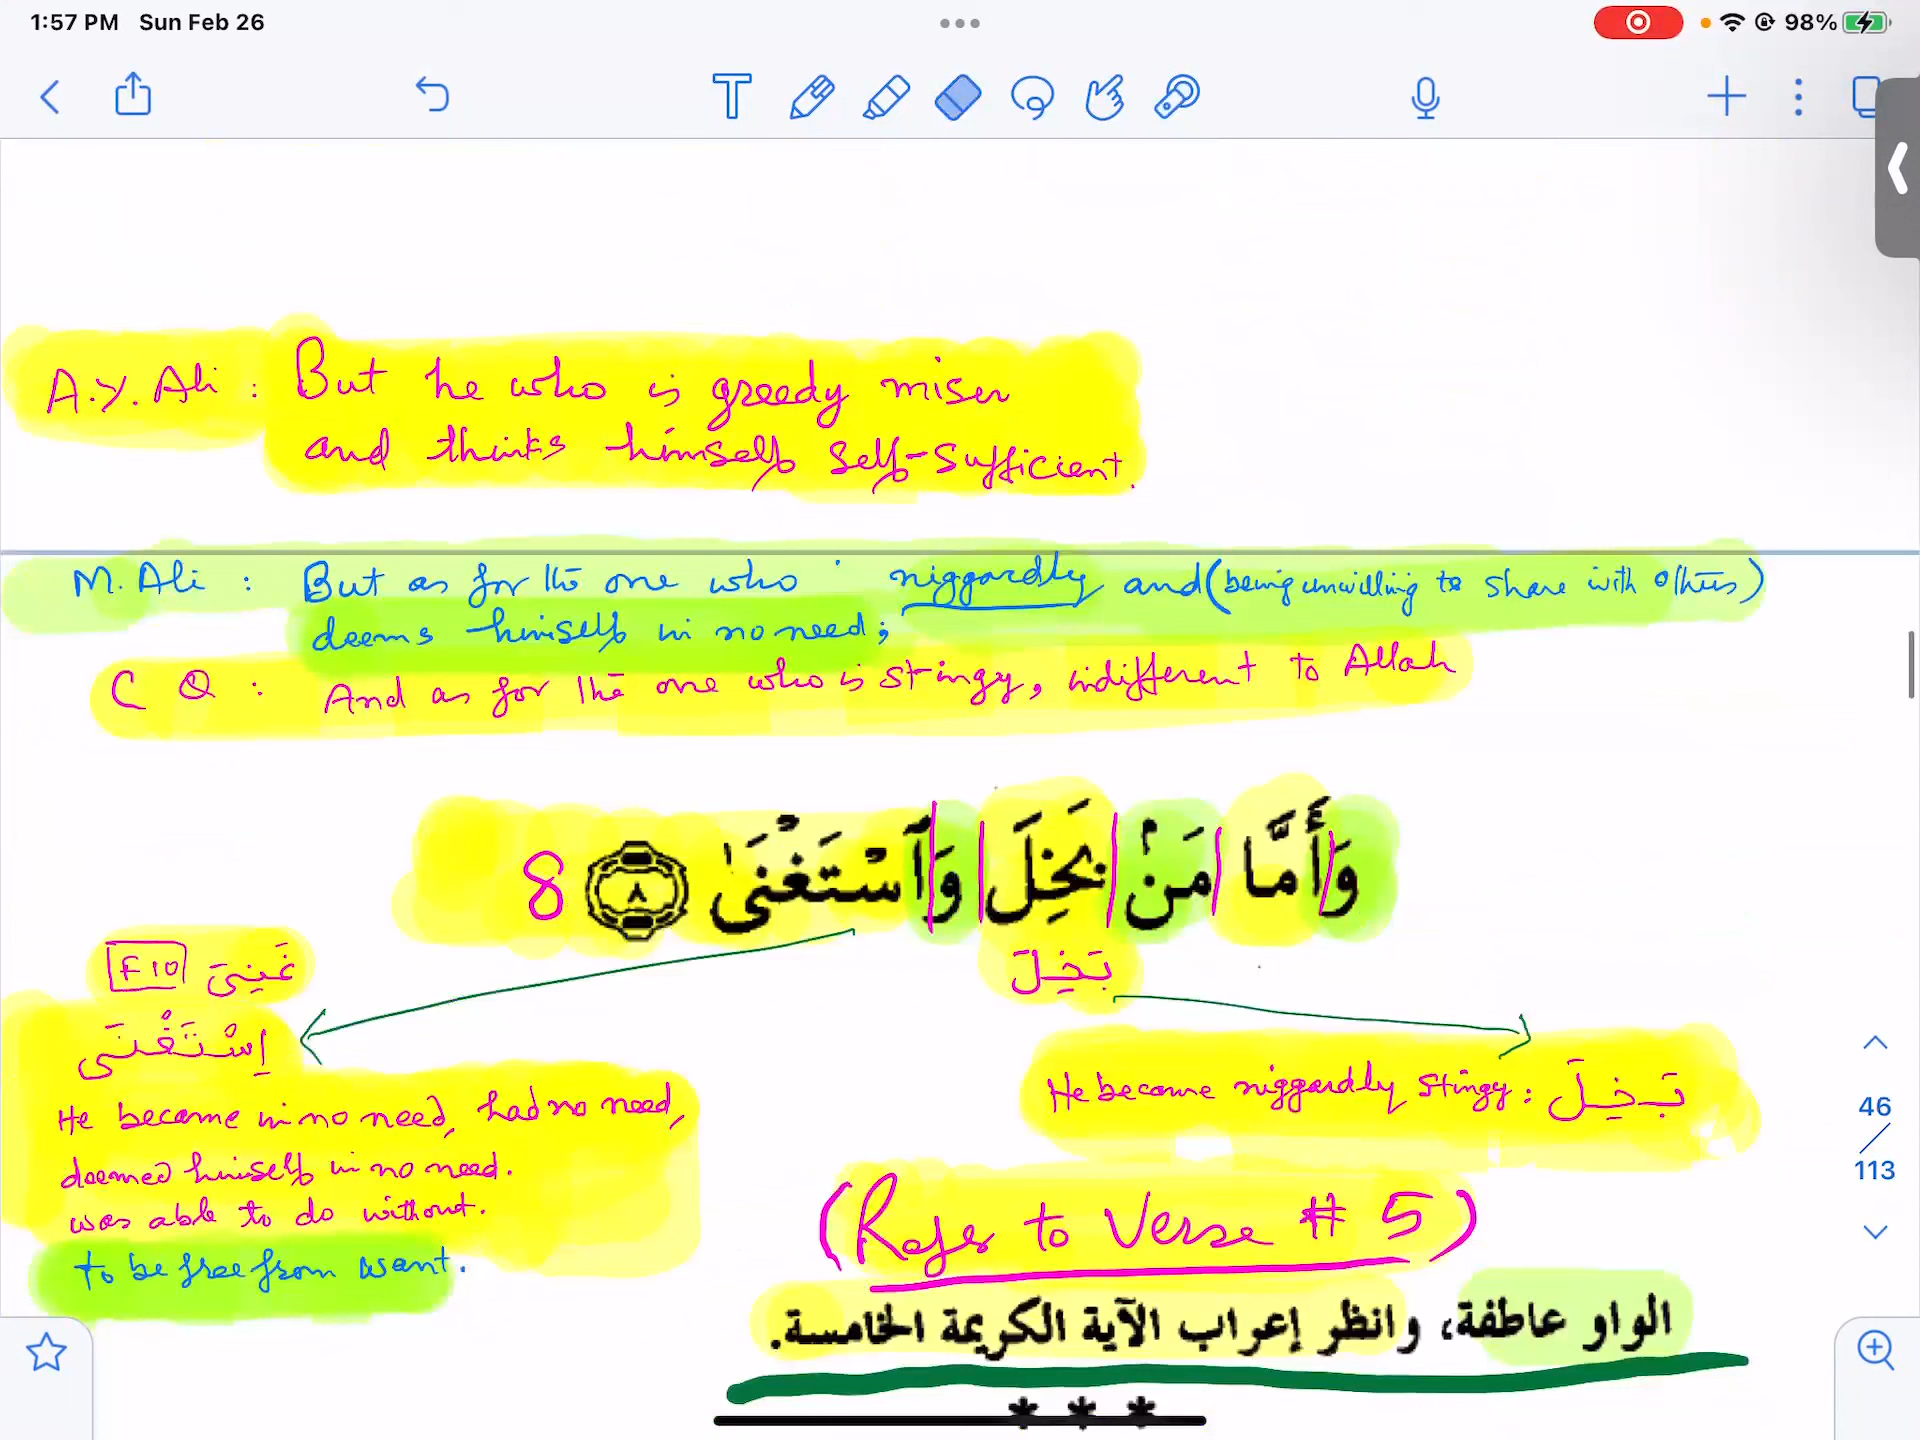 1:57 PM Sun Feb 26
98%
A.Y. Ali : But he who is greedy miser
and thinks himself self-sufficient.
M. Ali : But as for the one who niggardly and (being unwilling to share with others)
deems himself in no need;
C Q : And as for the one who is stingy, indifferent to Allah
وَأَمَّا مَنْ بَخِلَ وَٱسْتَغْنَىٰ ٨ 8
F10 غَنِيَ
بَخِلَ
اِسْتَغْنَى
He became niggardly stingy : بَخِلَ
He became in no need, had no need,
deemed himself in no need.
was able to do without.
to be free from want.
46
/
113
(Refer to Verse # 5)
الواو عاطفة، وانظر إعراب الآية الكريمة الخامسة.
* * *